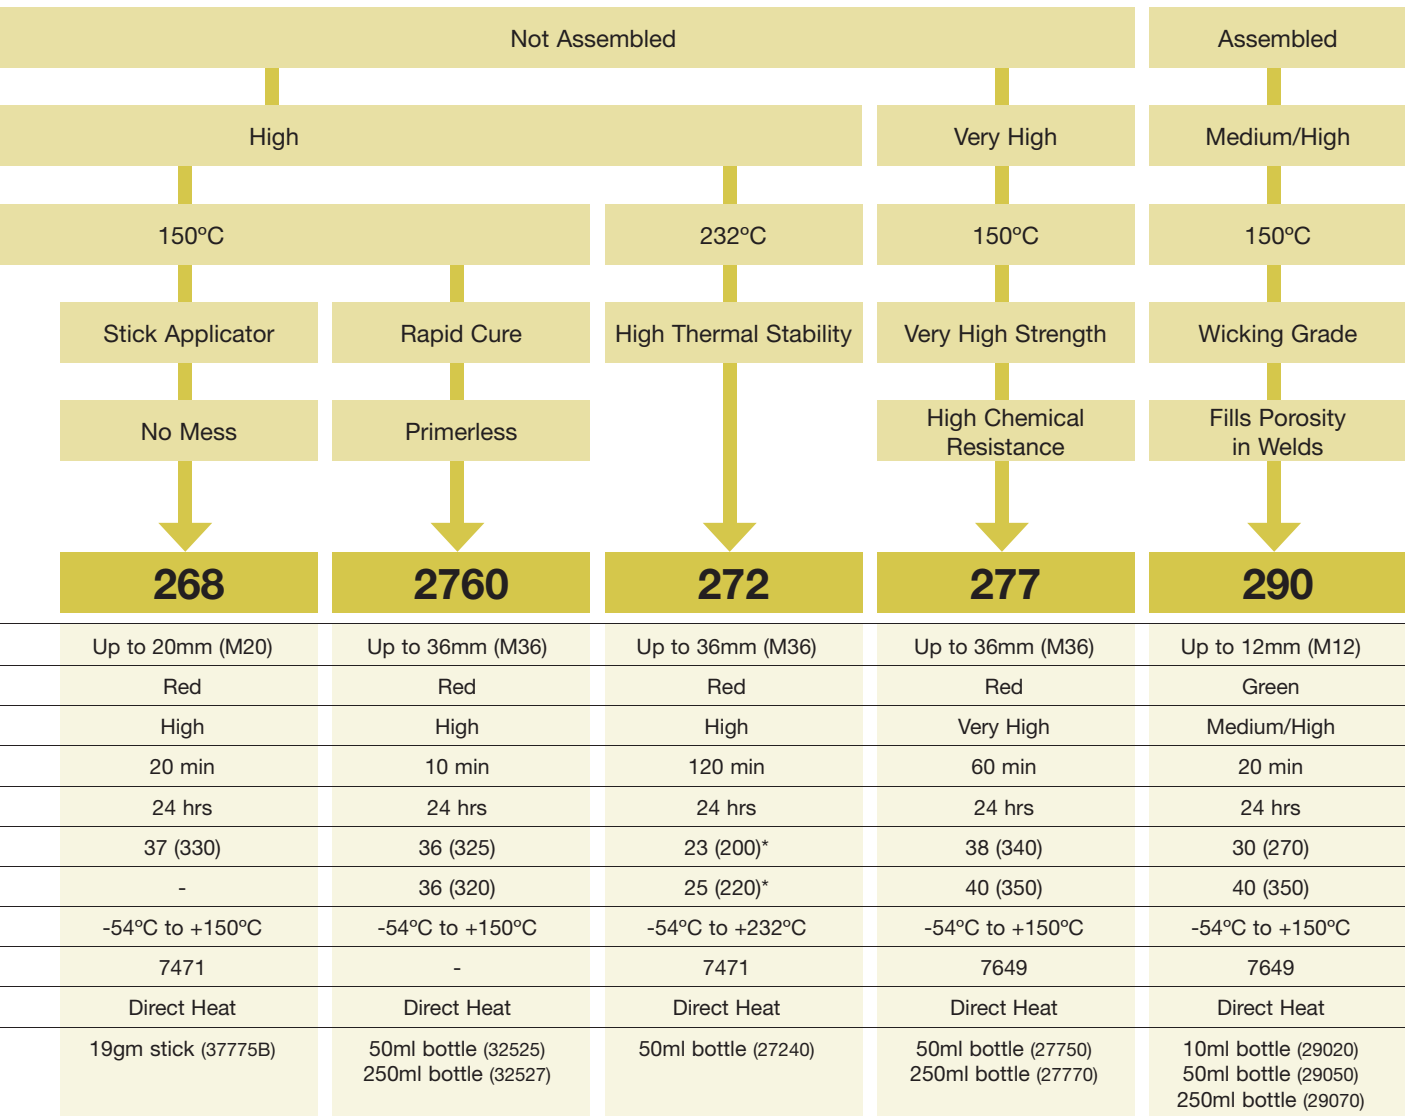 Not Assembled Assembled
High Very High Medium/High
150ºC 232ºC 150ºC 150ºC
Stick Applicator Rapid Cure High Thermal Stability Very High Strength Wicking Grade
No Mess Primerless High Chemical Resistance Fills Porosity in Welds
268 2760 272 277 290
Up to 20mm (M20) Up to 36mm (M36) Up to 36mm (M36) Up to 36mm (M36) Up to 12mm (M12)
Red Red Red Red Green
High High High Very High Medium/High
20 min 10 min 120 min 60 min 20 min
24 hrs 24 hrs 24 hrs 24 hrs 24 hrs
37 (330) 36 (325) 23 (200)* 38 (340) 30 (270)
- 36 (320) 25 (220)* 40 (350) 40 (350)
-54ºC to +150ºC -54ºC to +150ºC -54ºC to +232ºC -54ºC to +150ºC -54ºC to +150ºC
7471 - 7471 7649 7649
Direct Heat Direct Heat Direct Heat Direct Heat Direct Heat
19gm stick (37775B) 50ml bottle (32525) 50ml bottle (27240) 50ml bottle (27750) 10ml bottle (29020)
250ml bottle (32527) 250ml bottle (27770) 50ml bottle (29050)
250ml bottle (29070)